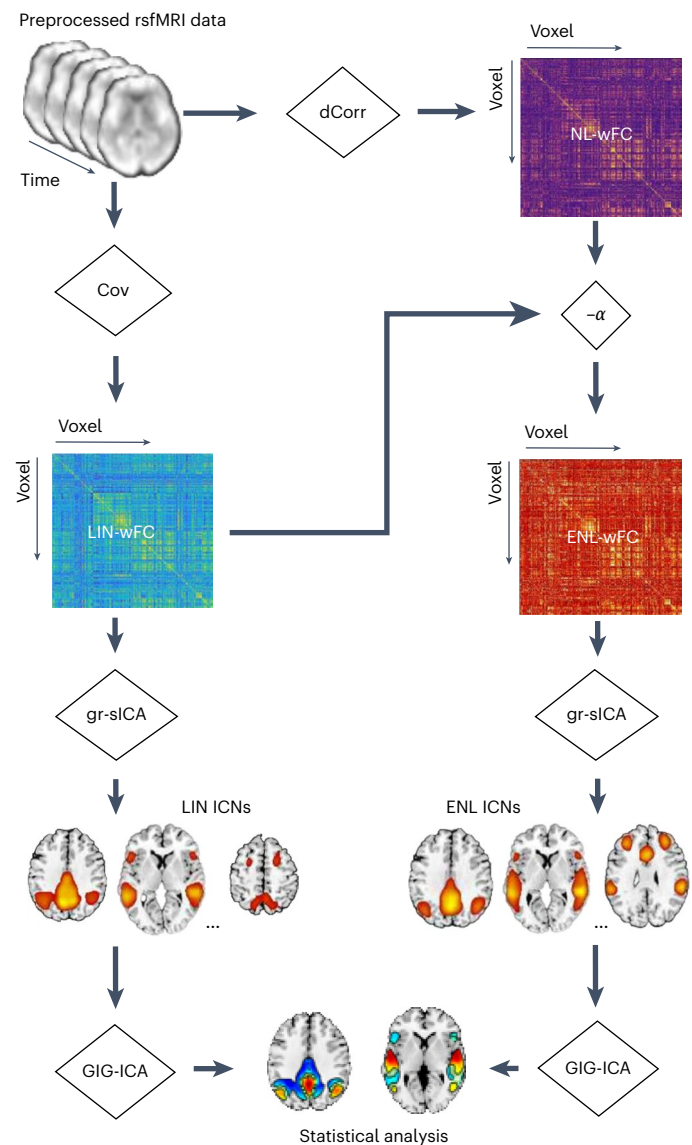 Preprocessed rsfMRI data
Time
dCorr
Voxel
Voxel
NL-wFC
Cov
–α
Voxel
Voxel
LIN-wFC
Voxel
Voxel
ENL-wFC
gr-sICA
gr-sICA
LIN ICNs
ENL ICNs
...
...
GIG-ICA
GIG-ICA
Statistical analysis